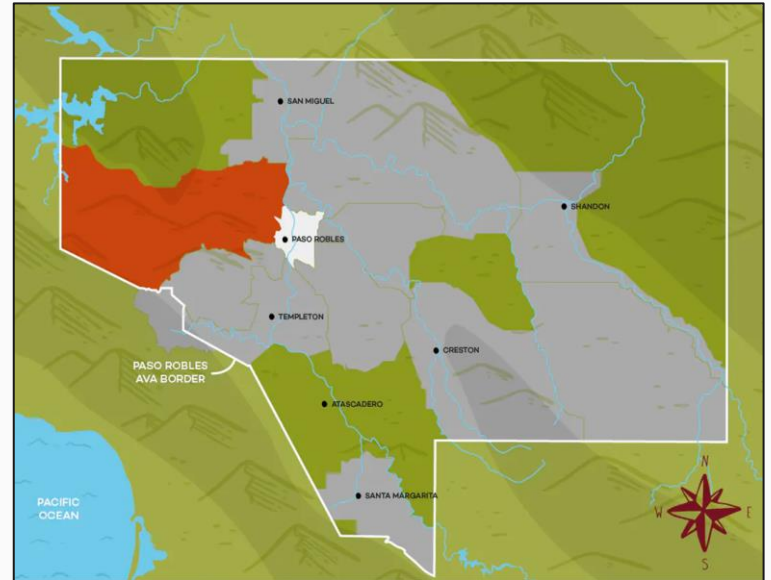 SAN MIGUEL
SHANDON
PASO ROBLES
TEMPLETON
CRESTON
PASO ROBLES
AVA BORDER
ATASCADERO
SANTA MARGARITA
PACIFIC
OCEAN
N
W
E
S